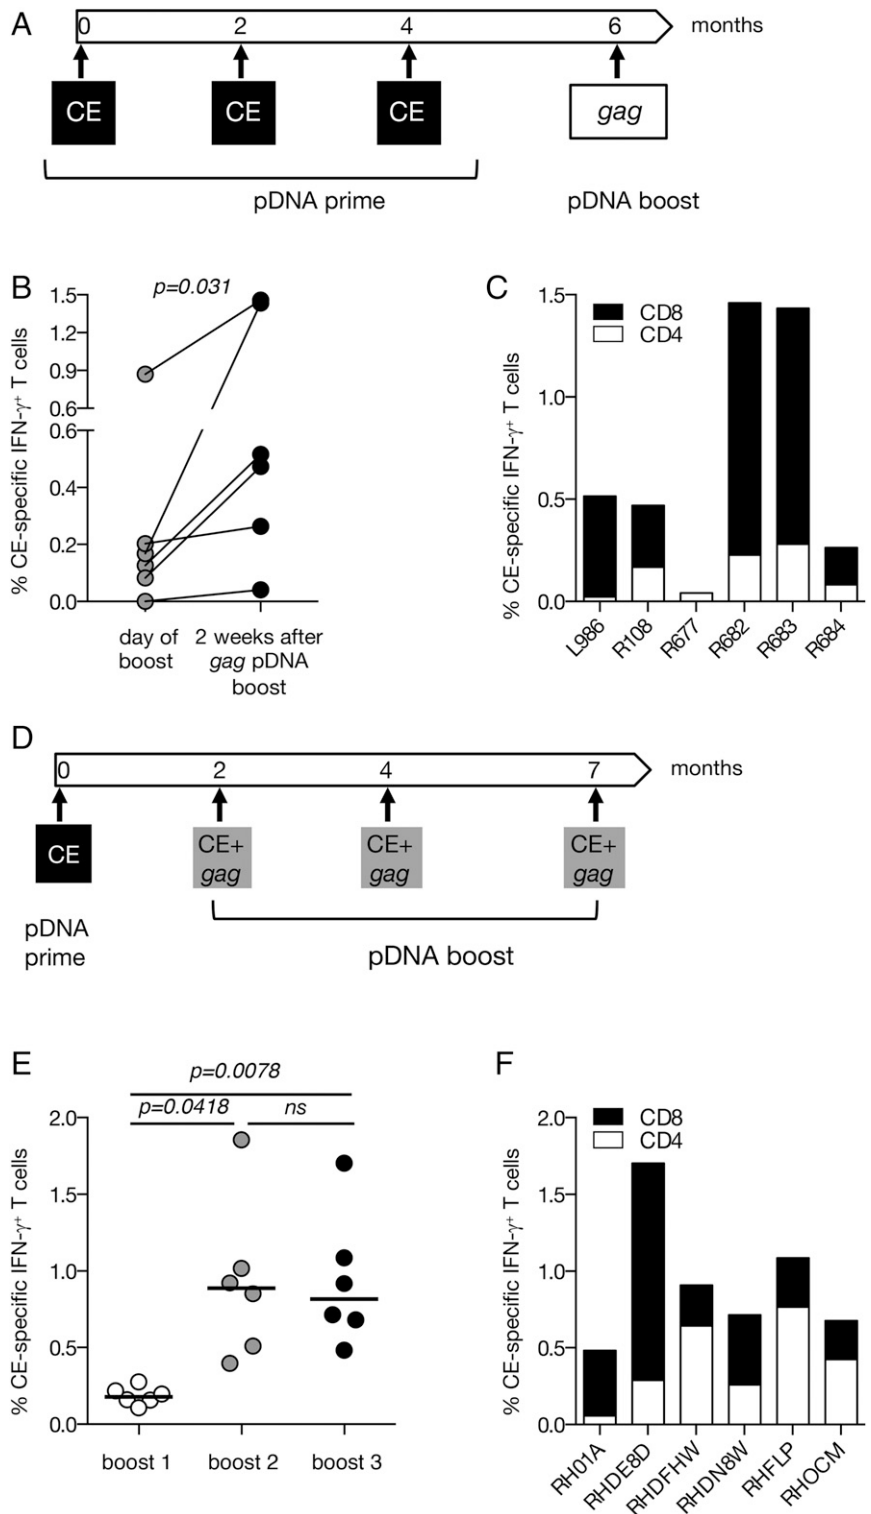 A
0 2 4 6 months
CE CE CE gag
pDNA prime pDNA boost
B
p=0.031
% CE-specific IFN-γ+ T cells
1.5
1.2
0.9
0.6
0.6
0.4
0.2
0.0
day of
boost
2 weeks after
gag pDNA
boost
C
% CE-specific IFN-γ+ T cells
1.5
1.0
0.5
0.0
CD8
CD4
L986 R108 R677 R682 R683 R684
D
0 2 4 7 months
CE
CE+
gag
CE+
gag
CE+
gag
pDNA
prime
pDNA boost
E
p=0.0078
p=0.0418 ns
% CE-specific IFN-γ+ T cells
2.0
1.5
1.0
0.5
0.0
boost 1 boost 2 boost 3
F
% CE-specific IFN-γ+ T cells
2.0
1.5
1.0
0.5
0.0
CD8
CD4
RH01A RHDE8D RHDFHW RHDN8W RHFLP RHOCM